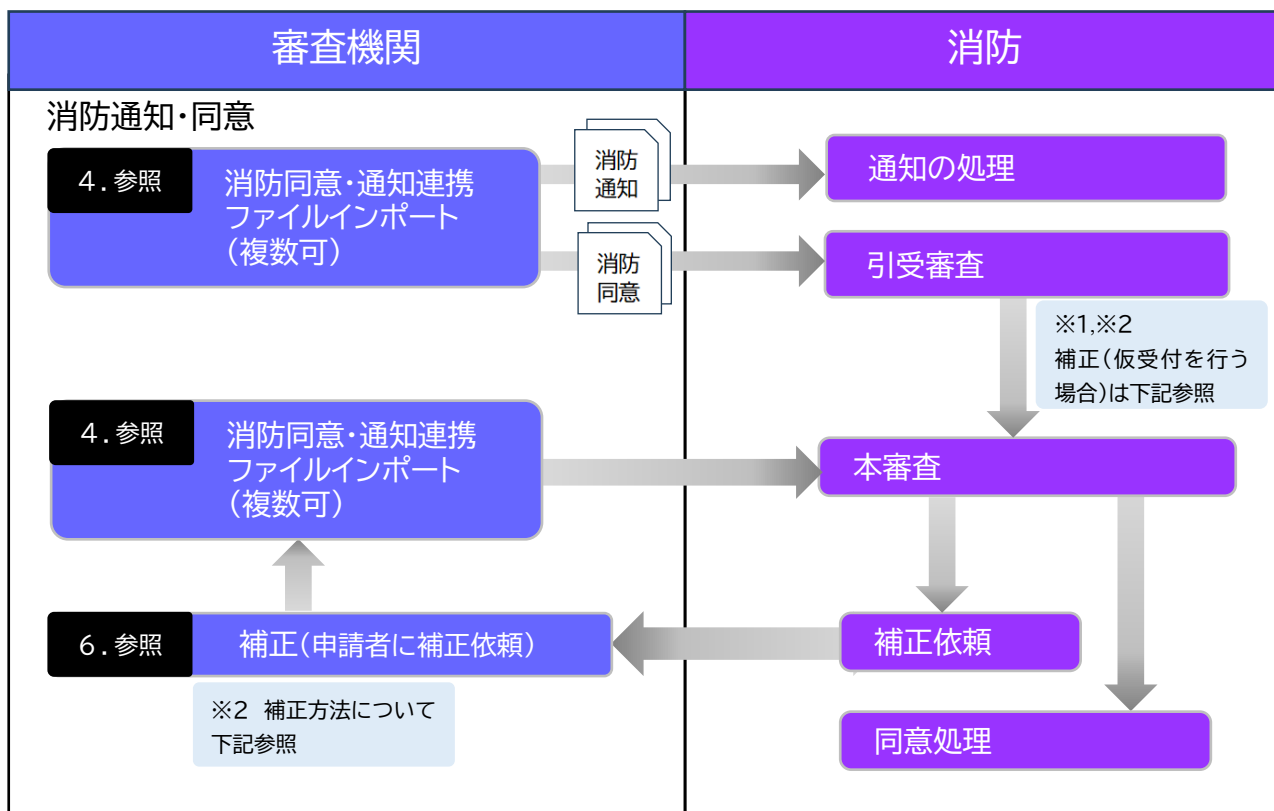 審査機関
消防
消防通知・同意
4.参照
消防同意・通知連携
ファイルインポート
(複数可)
消防
通知
消防
同意
通知の処理
引受審査
※1,※2
補正(仮受付を行う
場合)は下記参照
4.参照
消防同意・通知連携
ファイルインポート
(複数可)
本審査
6.参照
補正(申請者に補正依頼)
補正依頼
※2 補正方法について
下記参照
同意処理